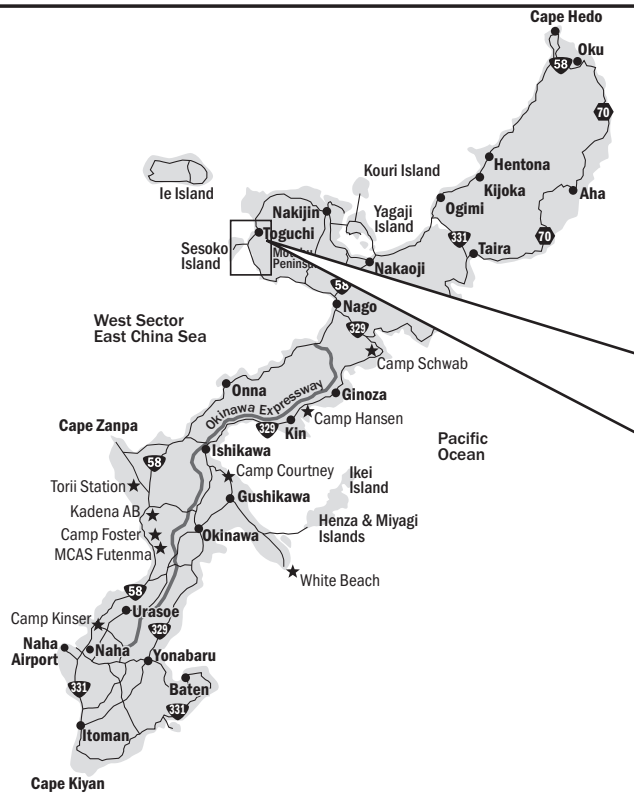 Cape Hedo
Oku
58
70
Hentona
Kouri Island
Kijoka
Ie Island
Aha
Nakijin
Yagaji
Island
Ogimi
Toguchi
331
70
Sesoko
Island
Taira
Nakaoji
58
Nago
West Sector
East China Sea
329
Camp Schwab
Onna
Okinawa Expressway
Ginoza
Camp Hansen
329
Kin
Cape Zanpa
Pacific
Ocean
Ishikawa
58
Camp Courtney
Ikei
Island
Torii Station
Gushikawa
Kadena AB
Henza & Miyagi
Islands
Camp Foster
Okinawa
MCAS Futenma
White Beach
58
Urasoe
Camp Kinser
329
Naha
Airport
Naha
Yonabaru
331
Baten
331
Itoman
Cape Kiyan